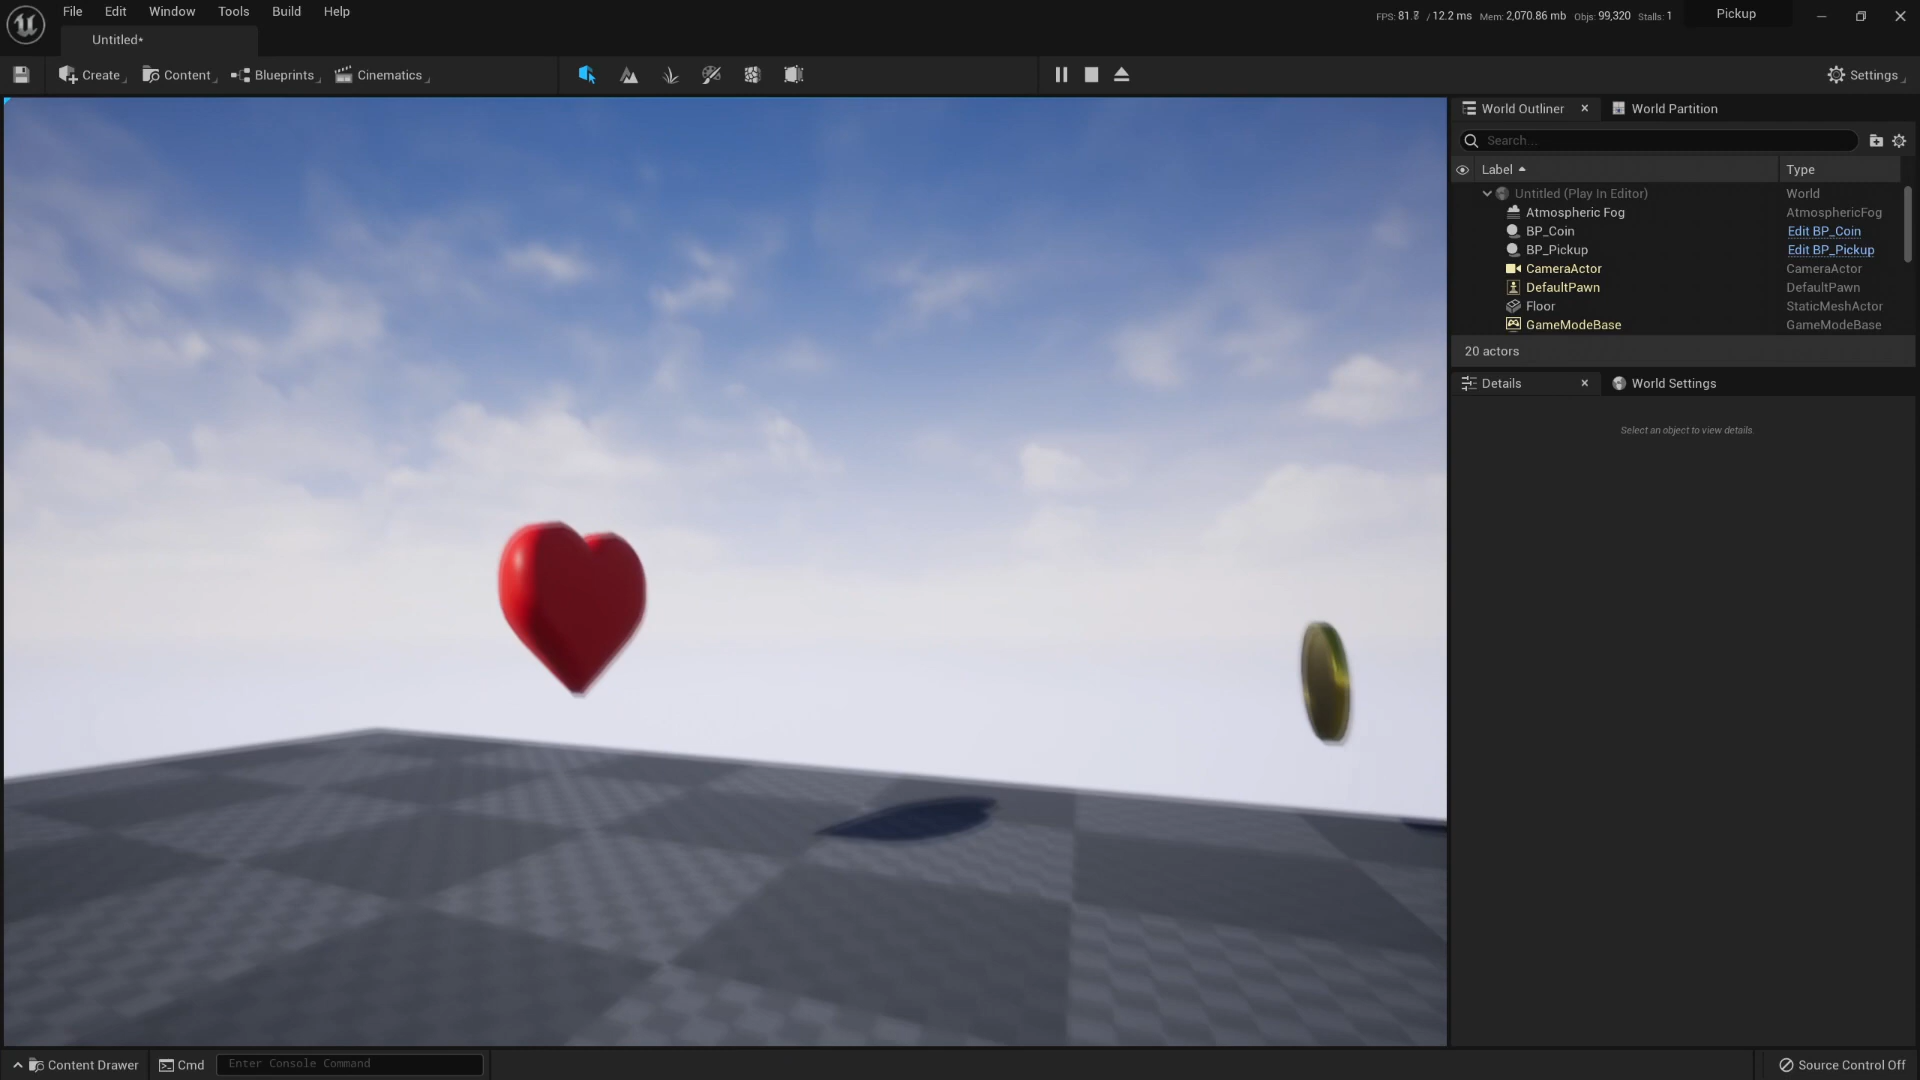 File Edit Window Tools Build Help
FPS: 81.8 / 12.2 ms Mem: 2,070.86 mb Objs: 99,320 Stalls: 1
Pickup
Untitled*
Create Content Blueprints Cinematics
Settings
World Outliner
World Partition
Search...
Label Type
Untitled (Play In Editor) World
Atmospheric Fog AtmosphericFog
BP_Coin Edit BP_Coin
BP_Pickup Edit BP_Pickup
CameraActor CameraActor
DefaultPawn DefaultPawn
Floor StaticMeshActor
GameModeBase GameModeBase
20 actors
Details World Settings
Select an object to view details.
Content Drawer Cmd Enter Console Command
Source Control Off